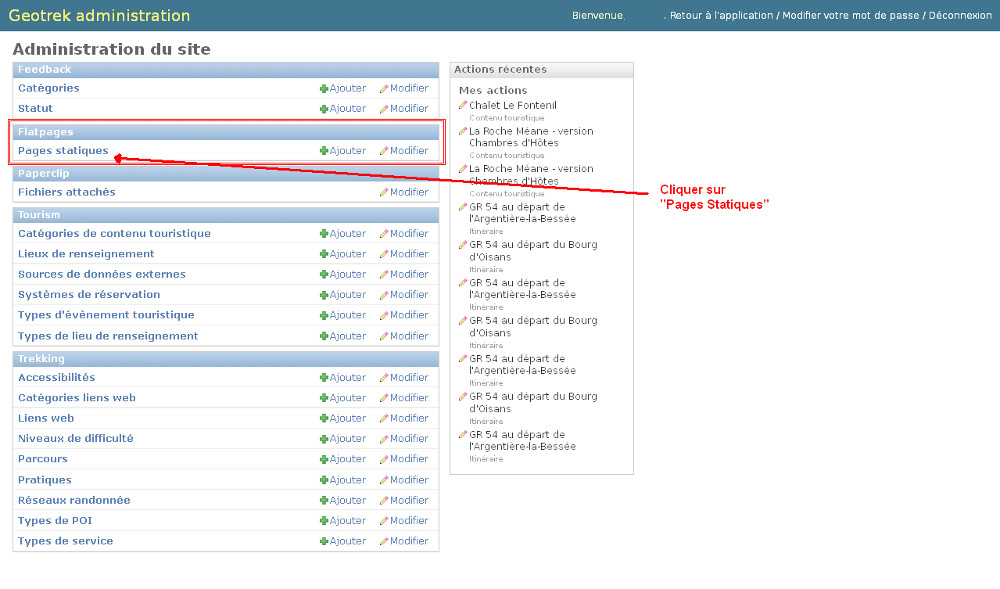 Geotrek administration
Bienvenue, . Retour à l'application / Modifier votre mot de passe / Déconnexion
Administration du site
Feedback
Catégories Ajouter Modifier
Statut Ajouter Modifier
Flatpages
Pages statiques Ajouter Modifier
Paperclip
Fichiers attachés Modifier
Tourism
Catégories de contenu touristique Ajouter Modifier
Lieux de renseignement Ajouter Modifier
Sources de données externes Ajouter Modifier
Systèmes de réservation Ajouter Modifier
Types d'évènement touristique Ajouter Modifier
Types de lieu de renseignement Ajouter Modifier
Trekking
Accessibilités Ajouter Modifier
Catégories liens web Ajouter Modifier
Liens web Ajouter Modifier
Niveaux de difficulté Ajouter Modifier
Parcours Ajouter Modifier
Pratiques Ajouter Modifier
Réseaux randonnée Ajouter Modifier
Types de POI Ajouter Modifier
Types de service Ajouter Modifier
Actions récentes
Mes actions
Chalet Le Fontenil
Contenu touristique
La Roche Méane - version
Chambres d'Hôtes
Contenu touristique
La Roche Méane - version
Chambres d'Hôtes
Contenu touristique
GR 54 au départ de
l'Argentière-la-Bessée
Itinéraire
GR 54 au départ du Bourg
d'Oisans
Itinéraire
GR 54 au départ de
l'Argentière-la-Bessée
Itinéraire
GR 54 au départ du Bourg
d'Oisans
Itinéraire
GR 54 au départ de
l'Argentière-la-Bessée
Itinéraire
GR 54 au départ du Bourg
d'Oisans
Itinéraire
GR 54 au départ de
l'Argentière-la-Bessée
Itinéraire
Cliquer sur
"Pages Statiques"